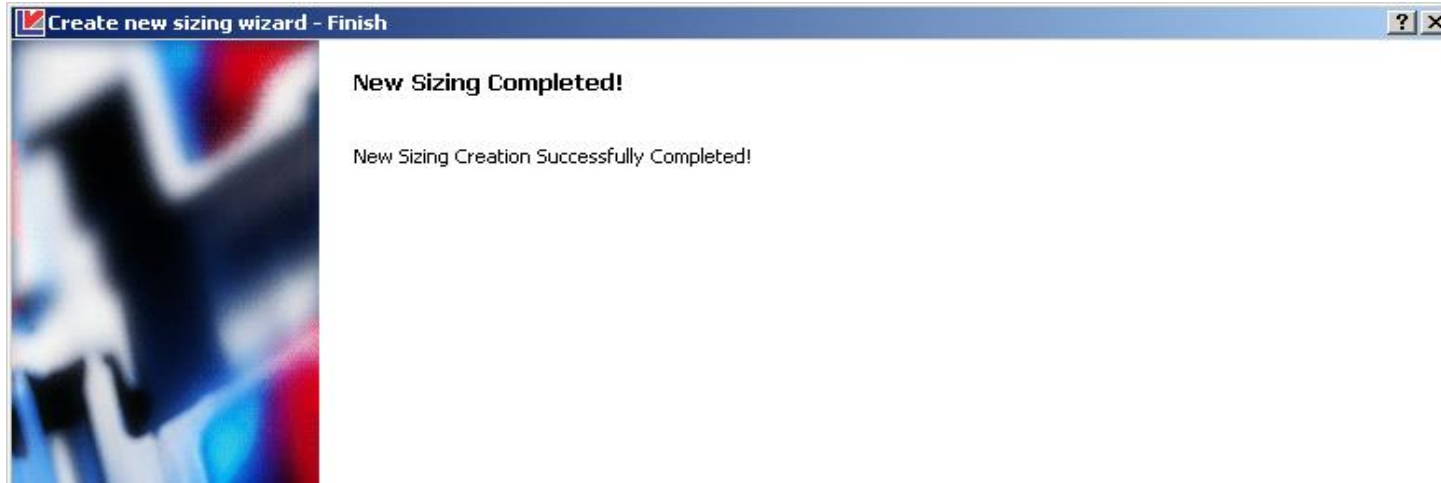 Create new sizing wizard - Finish
New Sizing Completed!
New Sizing Creation Successfully Completed!